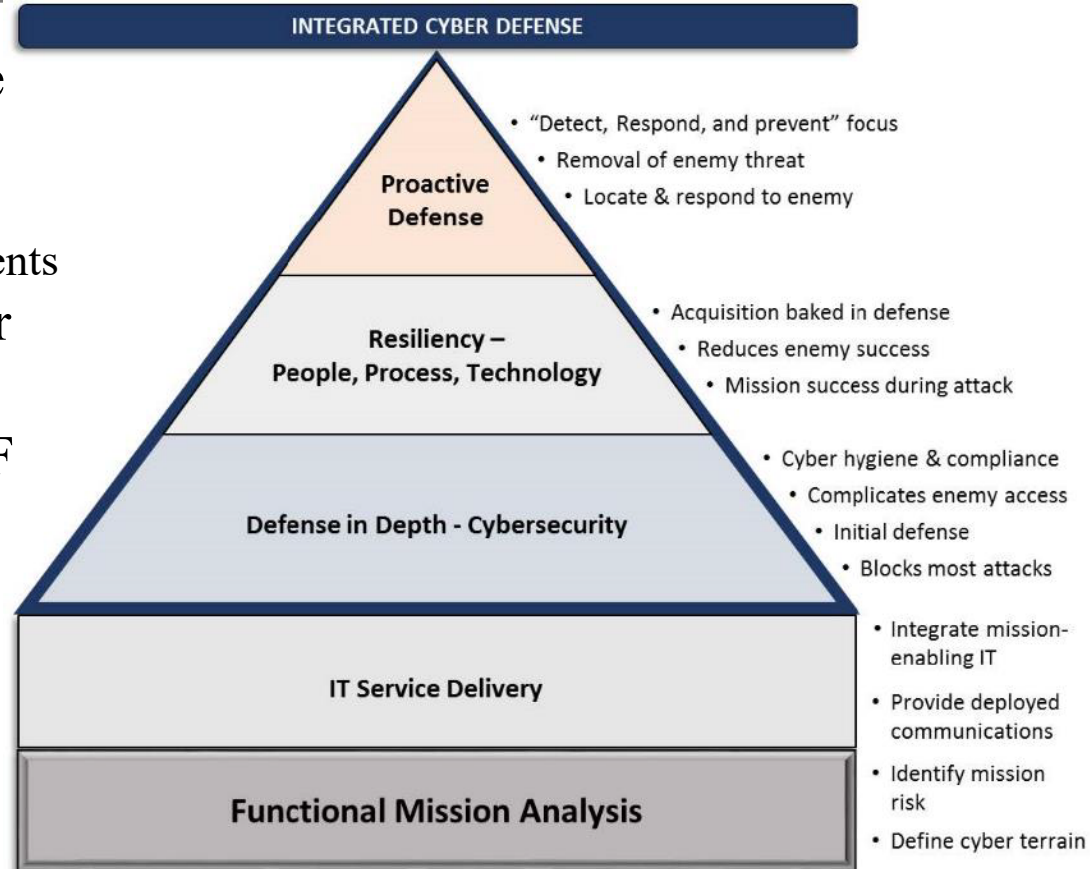 INTEGRATED CYBER DEFENSE
e
ents
r
F
Proactive
Defense
• “Detect, Respond, and prevent” focus
• Removal of enemy threat
• Locate & respond to enemy
Resiliency –
People, Process, Technology
• Acquisition baked in defense
• Reduces enemy success
• Mission success during attack
Defense in Depth - Cybersecurity
• Cyber hygiene & compliance
• Complicates enemy access
• Initial defense
• Blocks most attacks
IT Service Delivery
• Integrate mission-
enabling IT
• Provide deployed
communications
Functional Mission Analysis
• Identify mission
risk
• Define cyber terrain